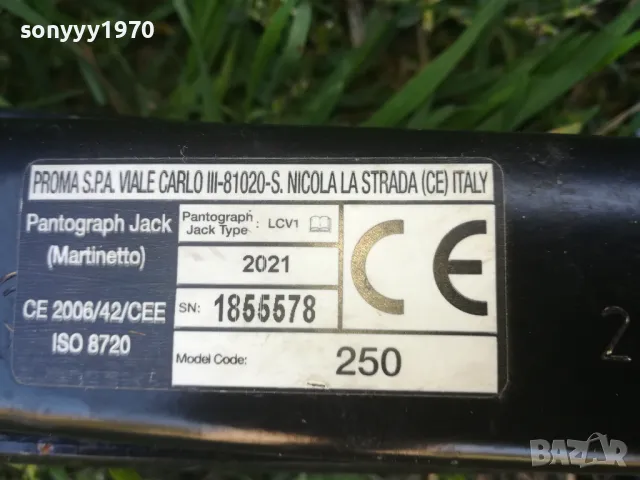 sonyyy1970
PROMA S.P.A. VIALE CARLO III-81020-S. NICOLA LA STRADA (CE) ITALY
Pantograph Jack
(Martinetto)
CE 2006/42/CEE
ISO 8720
Pantograph
Jack Type : LCV1
2021
SN: 1855578
Model Code: 250
CE
2
BAZAR
bg